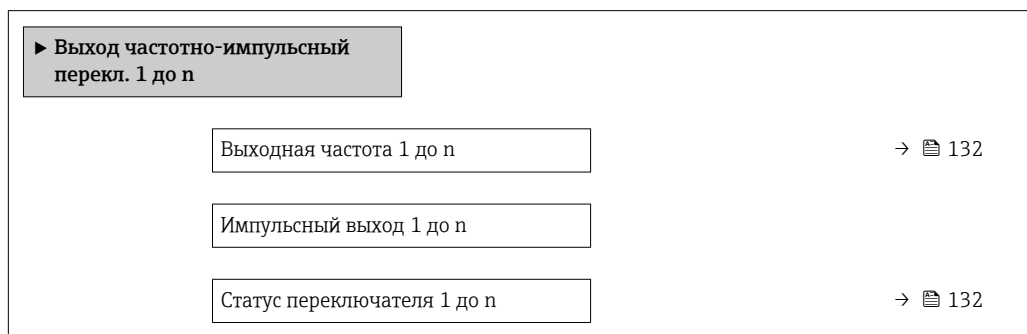 ▶ Выход частотно-импульсный
перекл. 1 до n
Выходная частота 1 до n → 132
Импульсный выход 1 до n
Статус переключателя 1 до n → 132